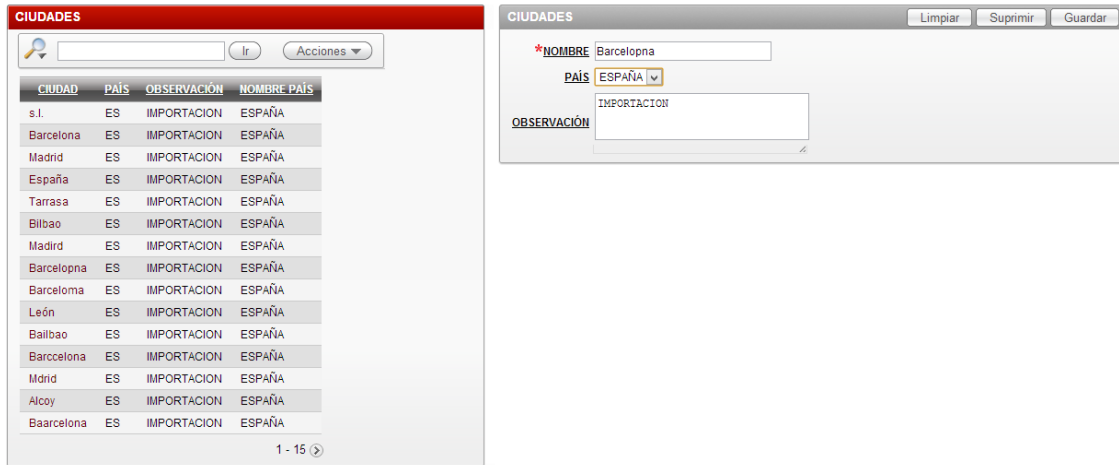 CIUDADES
Ir Acciones
CIUDAD PAÍS OBSERVACIÓN NOMBRE PAÍS
s.l. ES IMPORTACION ESPAÑA
Barcelona ES IMPORTACION ESPAÑA
Madrid ES IMPORTACION ESPAÑA
España ES IMPORTACION ESPAÑA
Tarrasa ES IMPORTACION ESPAÑA
Bilbao ES IMPORTACION ESPAÑA
Madird ES IMPORTACION ESPAÑA
Barcelopna ES IMPORTACION ESPAÑA
Barceloma ES IMPORTACION ESPAÑA
León ES IMPORTACION ESPAÑA
Bailbao ES IMPORTACION ESPAÑA
Barccelona ES IMPORTACION ESPAÑA
Mdrid ES IMPORTACION ESPAÑA
Alcoy ES IMPORTACION ESPAÑA
Baarcelona ES IMPORTACION ESPAÑA
1 - 15
CIUDADES Limpiar Suprimir Guardar
*NOMBRE Barcelopna
PAÍS ESPAÑA
OBSERVACIÓN IMPORTACION